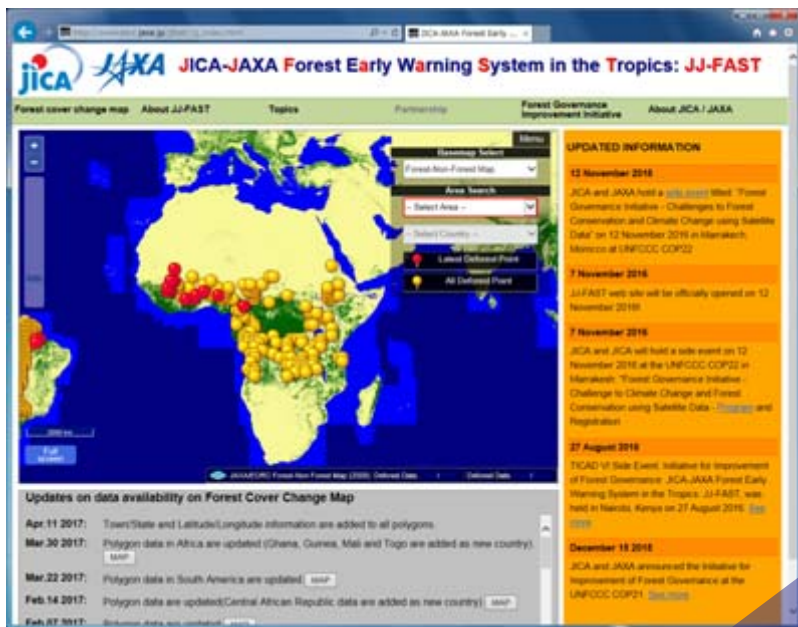 JICA-JAXA Forest Early ...
jica JAXA JICA-JAXA Forest Early Warning System in the Tropics: JJ-FAST
Forest cover change map About JJ-FAST Topics Partnership Forest Governance Improvement Initiative About JICA / JAXA
Menu
Basemap Select
Forest-Non-Forest Map
Area Search
-- Select Area --
-- Select Country --
Latest Deforest Point
All Deforest Point
Full
screen
UPDATED INFORMATION
12 November 2016
JICA and JAXA hold a side event titled: "Forest
Governance Initiative - Challenges to Forest
Conservation and Climate Change using Satellite
Data" on 12 November 2016 in Marrakech,
Morocco at UNFCCC COP22
7 November 2016
JJ-FAST web site will be officially opened on 12
November 2016!
7 November 2016
JICA and JICA will hold a side event on 12
November 2016 at the UNFCCC COP22 in
Marrakesh: "Forest Governance Initiative -
Challenge to Climate Change and Forest
Conservation using Satellite Data - Program and
Registration
27 August 2016
TICAD VI Side Event, Initiative for Improvement
of Forest Governance: JICA-JAXA Forest Early
Warning System in the Tropics: JJ-FAST, was
held in Nairobi, Kenya on 27 August 2016. See
more
December 15 2015
JICA and JAXA announced the Initiative for
Improvement of Forest Governance at the
UNFCCC COP21. See more
Updates on data availability on Forest Cover Change Map
Apr.11 2017: Town/State and Latitude/Longitude information are added to all polygons.
Mar.30 2017: Polygon data in Africa are updated (Ghana, Guinea, Mali and Togo are added as new country).
MAP
Mar.22 2017: Polygon data in South America are updated MAP
Feb.14 2017: Polygon data are updated(Central African Republic data are added as new country) MAP
Feb.07 2017: Polygon data are updated